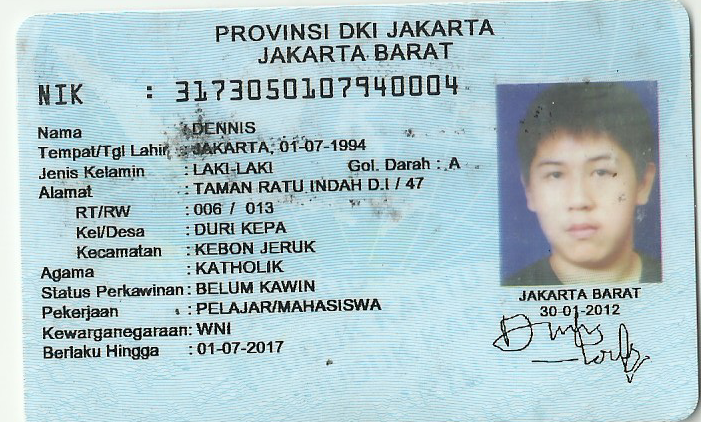 PROVINSI DKI JAKARTA
JAKARTA BARAT
NIK : 3173050107940004
Nama : DENNIS
Tempat/Tgl Lahir : JAKARTA, 01-07-1994
Jenis Kelamin : LAKI-LAKI Gol. Darah : A
Alamat : TAMAN RATU INDAH D.I / 47
RT/RW : 006 / 013
Kel/Desa : DURI KEPA
Kecamatan : KEBON JERUK
Agama : KATHOLIK
Status Perkawinan: BELUM KAWIN
Pekerjaan : PELAJAR/MAHASISWA
Kewarganegaraan: WNI
Berlaku Hingga : 01-07-2017
JAKARTA BARAT
30-01-2012